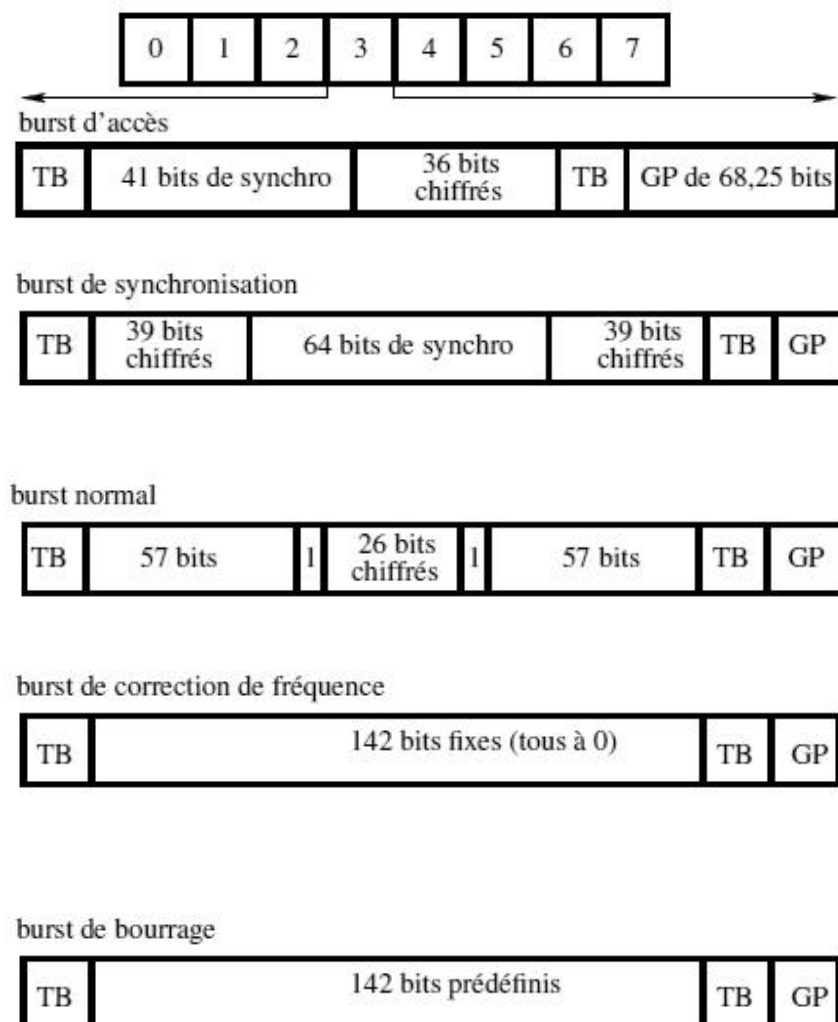 0 1 2 3 4 5 6 7
burst d'accès
TB 41 bits de synchro 36 bits chiffrés TB GP de 68,25 bits
burst de synchronisation
TB 39 bits chiffrés 64 bits de synchro 39 bits chiffrés TB GP
burst normal
TB 57 bits 1 26 bits chiffrés 1 57 bits TB GP
burst de correction de fréquence
TB 142 bits fixes (tous à 0) TB GP
burst de bourrage
TB 142 bits prédéfinis TB GP